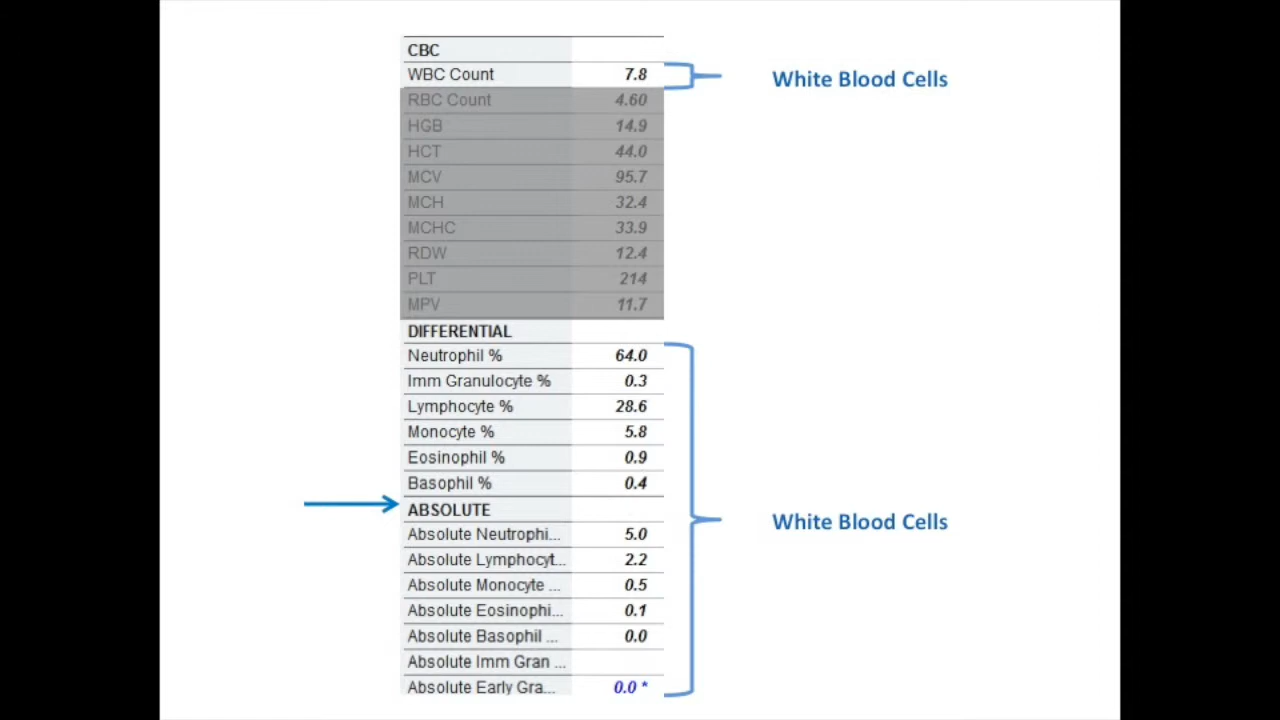 CBC
WBC Count 7.8 White Blood Cells
RBC Count 4.60
HGB 14.9
HCT 44.0
MCV 95.7
MCH 32.4
MCHC 33.9
RDW 12.4
PLT 214
MPV 11.7
DIFFERENTIAL
Neutrophil % 64.0
Imm Granulocyte % 0.3
Lymphocyte % 28.6
Monocyte % 5.8
Eosinophil % 0.9
Basophil % 0.4
ABSOLUTE White Blood Cells
Absolute Neutrophi... 5.0
Absolute Lymphocyt... 2.2
Absolute Monocyte ... 0.5
Absolute Eosinophi... 0.1
Absolute Basophil ... 0.0
Absolute Imm Gran ...
Absolute Early Gra... 0.0 *